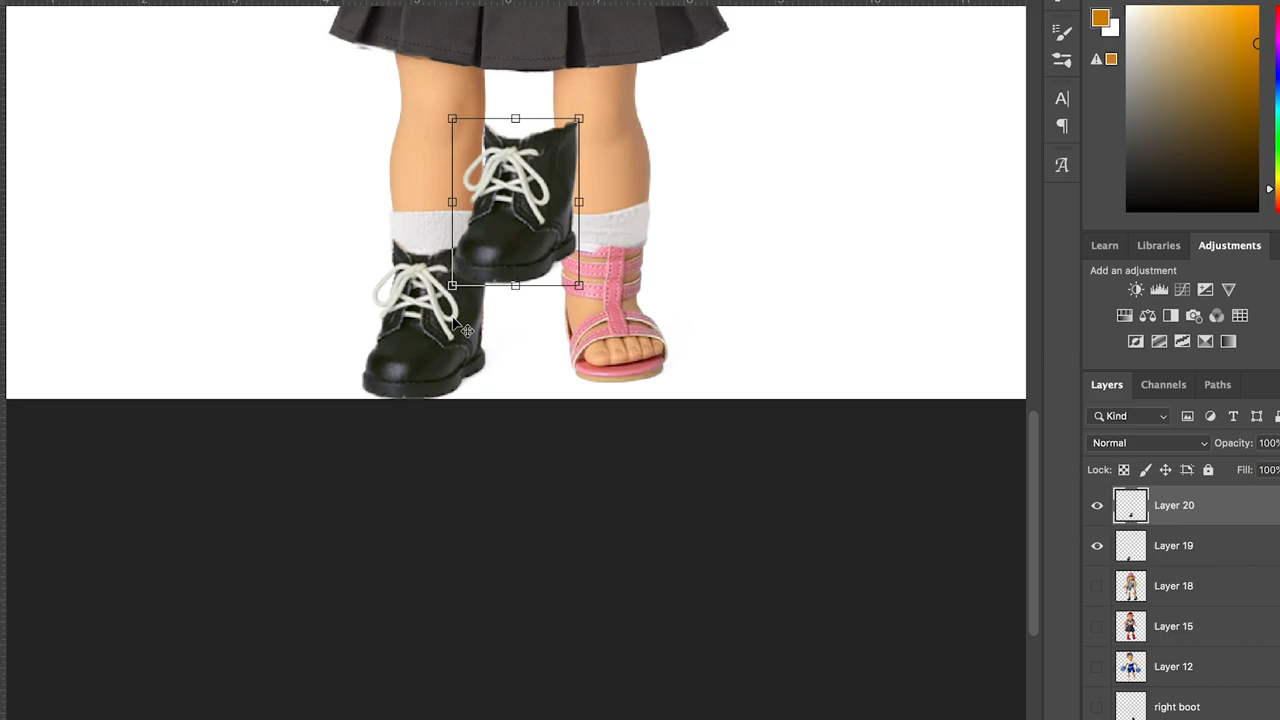 Learn Libraries Adjustments
Add an adjustment
Layers Channels Paths
Kind
Normal Opacity: 100%
Lock: Fill: 100%
Layer 20
Layer 19
Layer 18
Layer 15
Layer 12
right boot